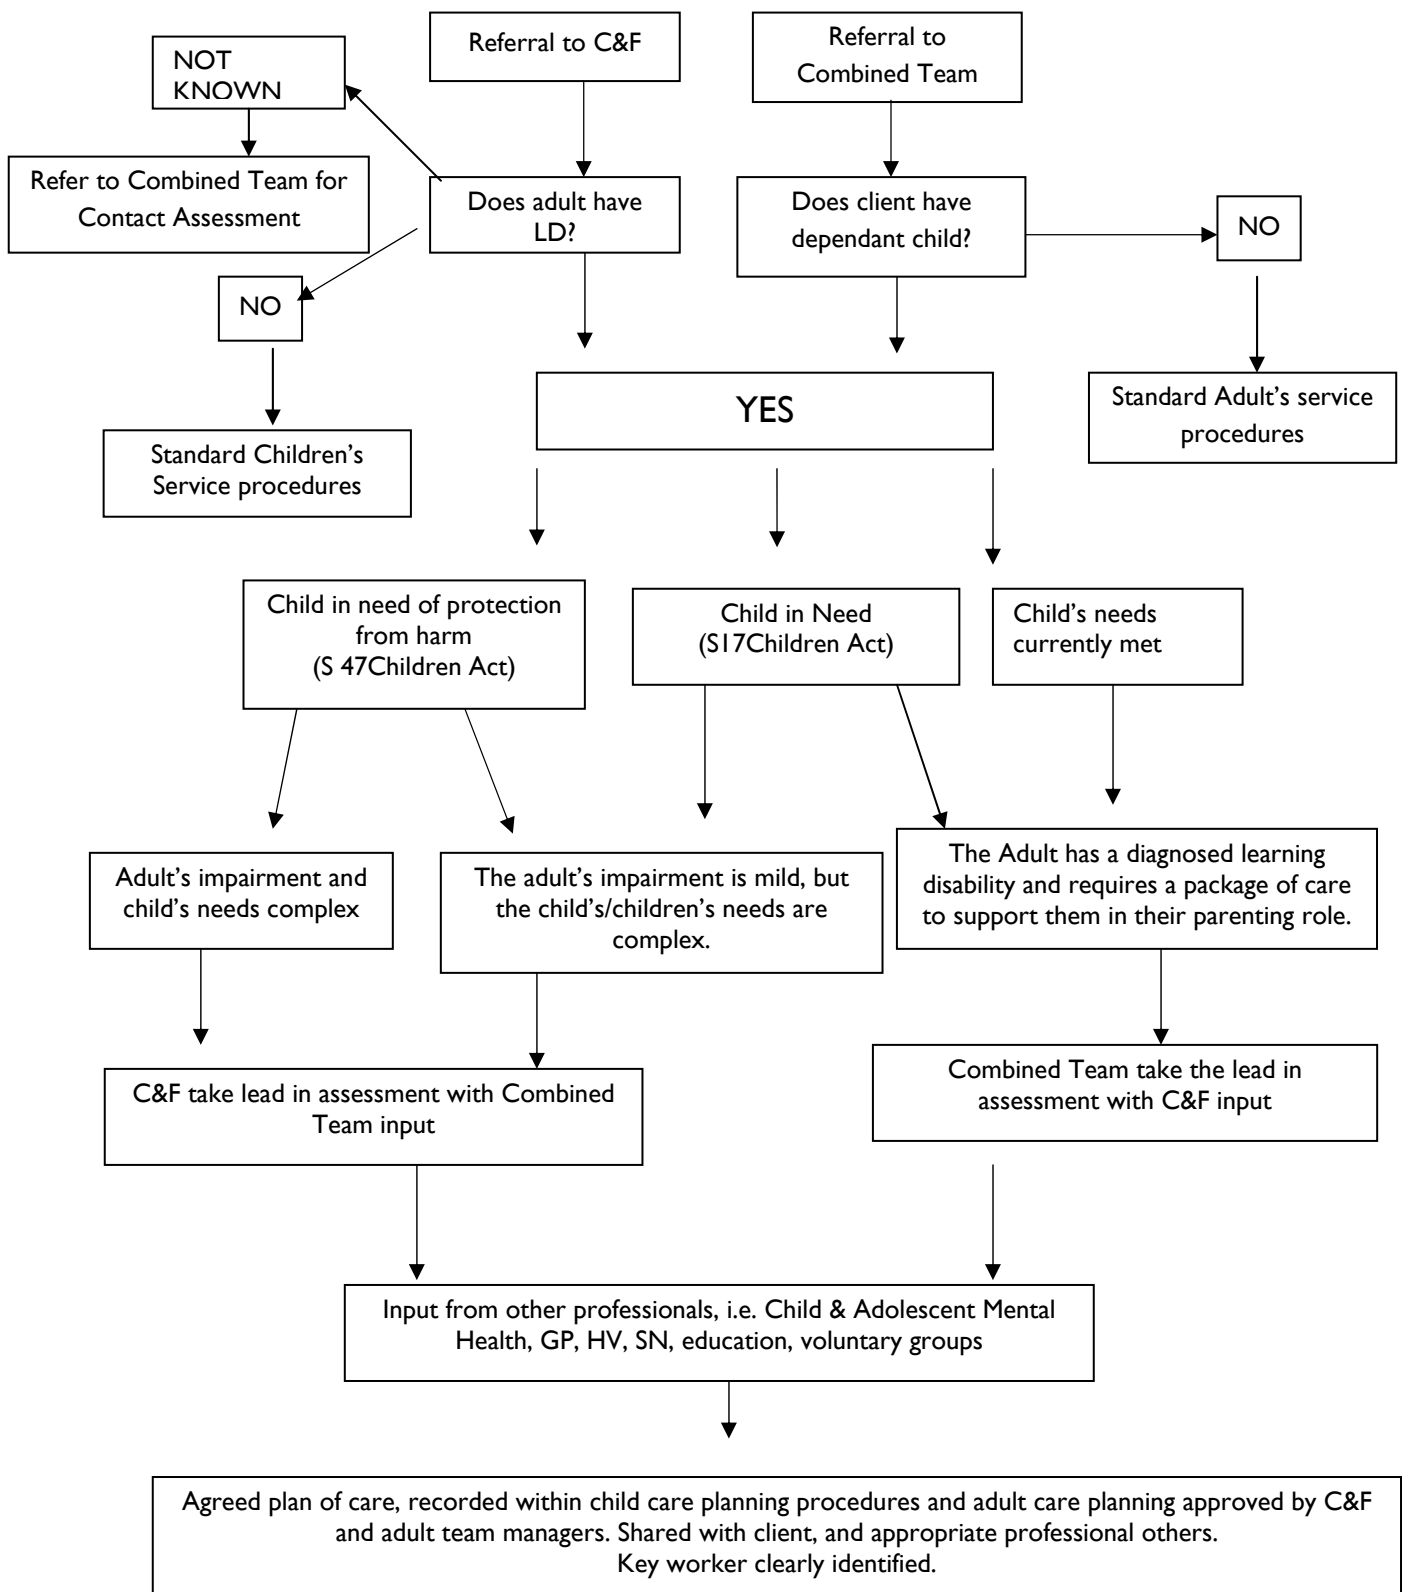 Referral to C&F
Referral to
Combined Team
NOT
KNOWN
Refer to Combined Team for
Contact Assessment
Does adult have
LD?
Does client have
dependant child?
NO
NO
Standard Children's
Service procedures
YES
Standard Adult's service
procedures
Child in need of protection
from harm
(S 47Children Act)
Child in Need
(S17Children Act)
Child's needs
currently met
Adult's impairment and
child's needs complex
The adult's impairment is mild, but
the child's/children's needs are
complex.
The Adult has a diagnosed learning
disability and requires a package of care
to support them in their parenting role.
C&F take lead in assessment with Combined
Team input
Combined Team take the lead in
assessment with C&F input
Input from other professionals, i.e. Child & Adolescent Mental
Health, GP, HV, SN, education, voluntary groups
Agreed plan of care, recorded within child care planning procedures and adult care planning approved by C&F
and adult team managers. Shared with client, and appropriate professional others.
Key worker clearly identified.